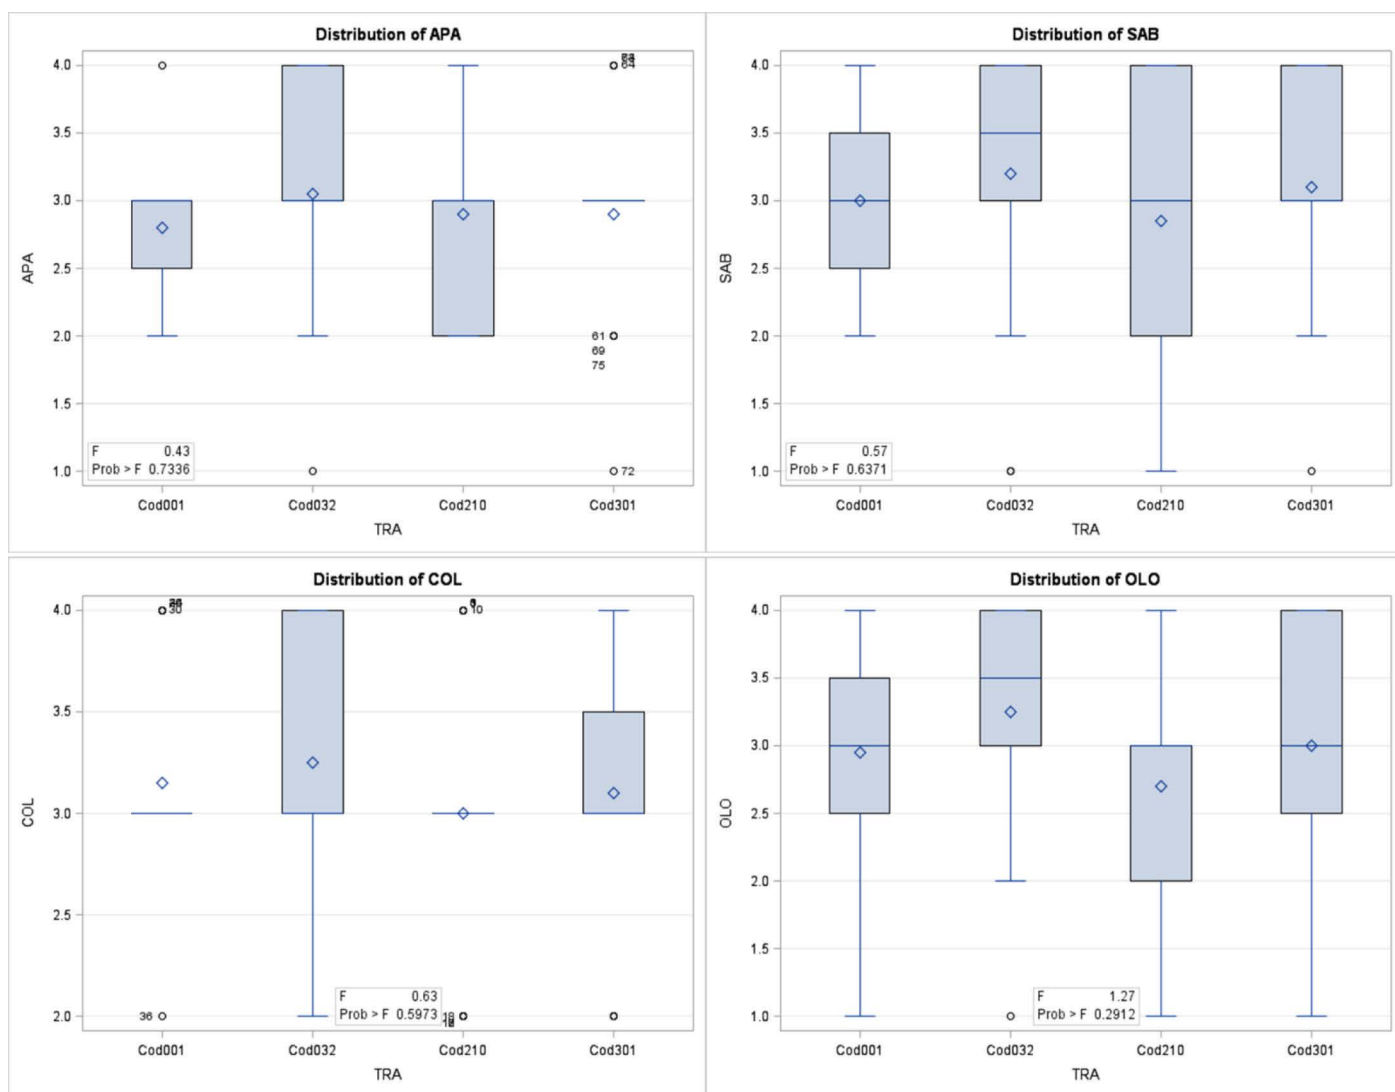 Distribution of APA
4.0
3.5
3.0
2.5
2.0
1.5
1.0
APA
64
61
69
75
72
F 0.43
Prob > F 0.7336
Cod001 Cod032 Cod210 Cod301
TRA
Distribution of SAB
4.0
3.5
3.0
2.5
2.0
1.5
1.0
SAB
F 0.57
Prob > F 0.6371
Cod001 Cod032 Cod210 Cod301
TRA
Distribution of COL
4.0
3.5
3.0
2.5
2.0
COL
30
10
36
18
F 0.63
Prob > F 0.5973
Cod001 Cod032 Cod210 Cod301
TRA
Distribution of OLO
4.0
3.5
3.0
2.5
2.0
1.5
1.0
OLO
F 1.27
Prob > F 0.2912
Cod001 Cod032 Cod210 Cod301
TRA